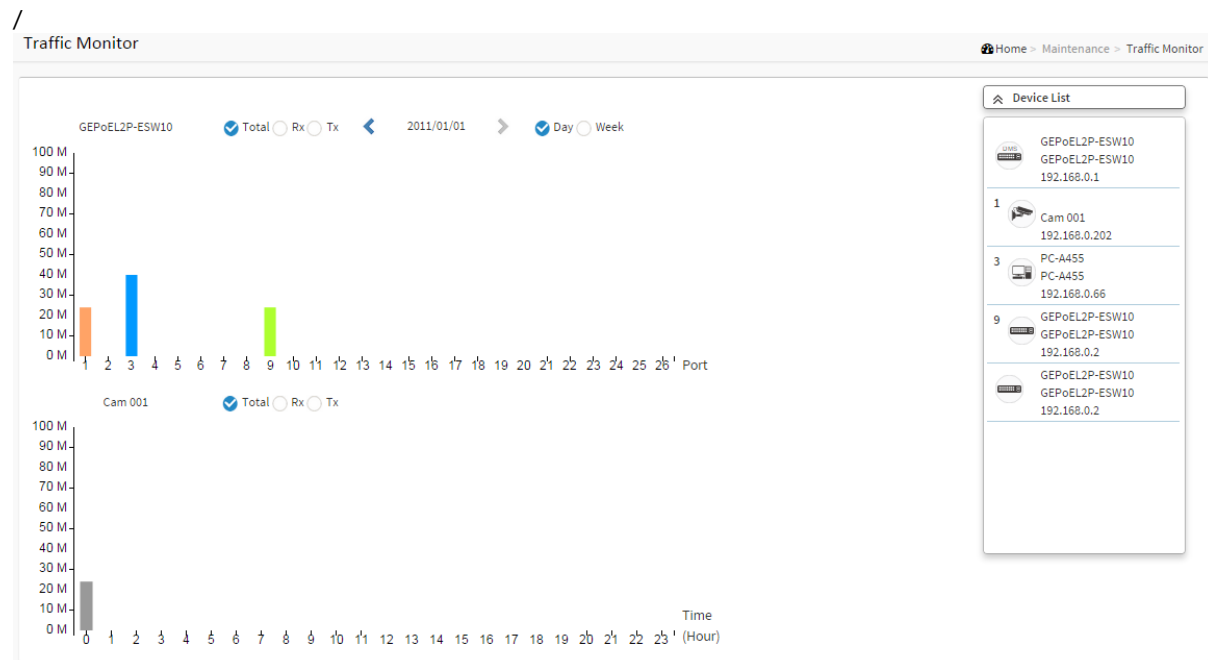 /
Traffic Monitor
Home > Maintenance > Traffic Monitor
GEPoEL2P-ESW10 Total Rx Tx 2011/01/01 Day Week
100 M
90 M
80 M
70 M
60 M
50 M
40 M
30 M
20 M
10 M
0 M
1 2 3 4 5 6 7 8 9 10 11 12 13 14 15 16 17 18 19 20 21 22 23 24 25 26 Port
Cam 001 Total Rx Tx
100 M
90 M
80 M
70 M
60 M
50 M
40 M
30 M
20 M
10 M
0 M
0 1 2 3 4 5 6 7 8 9 10 11 12 13 14 15 16 17 18 19 20 21 22 23
Time
(Hour)
Device List
UMS
GEPoEL2P-ESW10
GEPoEL2P-ESW10
192.168.0.1
1
Cam 001
192.168.0.202
3 PC-A455
PC-A455
192.168.0.66
9 GEPoEL2P-ESW10
GEPoEL2P-ESW10
192.168.0.2
GEPoEL2P-ESW10
GEPoEL2P-ESW10
192.168.0.2